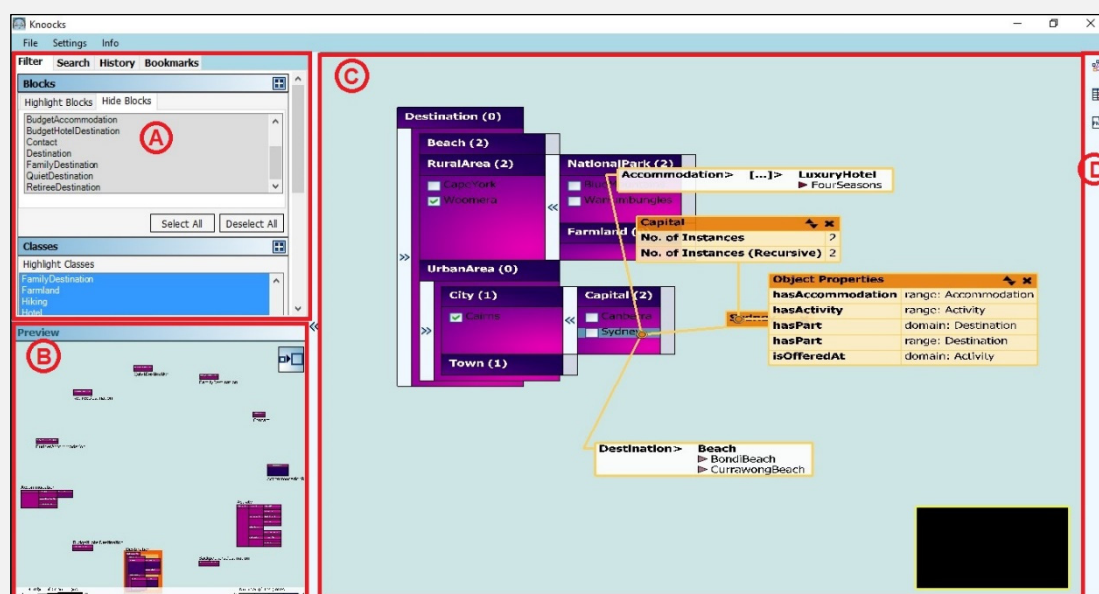 Knoocks
File Settings Info
Filter Search History Bookmarks
Blocks
Highlight Blocks Hide Blocks
BudgetAccommodation
BudgetHotelDestination
Contact
Destination
FamilyDestination
QuietDestination
RetireeDestination
A
Select All Deselect All
Classes
Highlight Classes
FamilyDestination
Farmland
Hiking
Hotel
Preview
B
C
Destination (0)
Beach (2)
RuralArea (2)
CapeYork
Woomera
NationalPark (2)
Warrumbungles
Farmland
UrbanArea (0)
City (1)
Cairns
Town (1)
Capital (2)
Canberra
Sydney
Accommodation> [...]> LuxuryHotel
FourSeasons
Capital
No. of Instances 2
No. of Instances (Recursive) 2
Sydney
Object Properties
hasAccommodation range: Accommodation
hasActivity range: Activity
hasPart domain: Destination
hasPart range: Destination
isOfferedAt domain: Activity
Destination> Beach
BondiBeach
CurrawongBeach
D